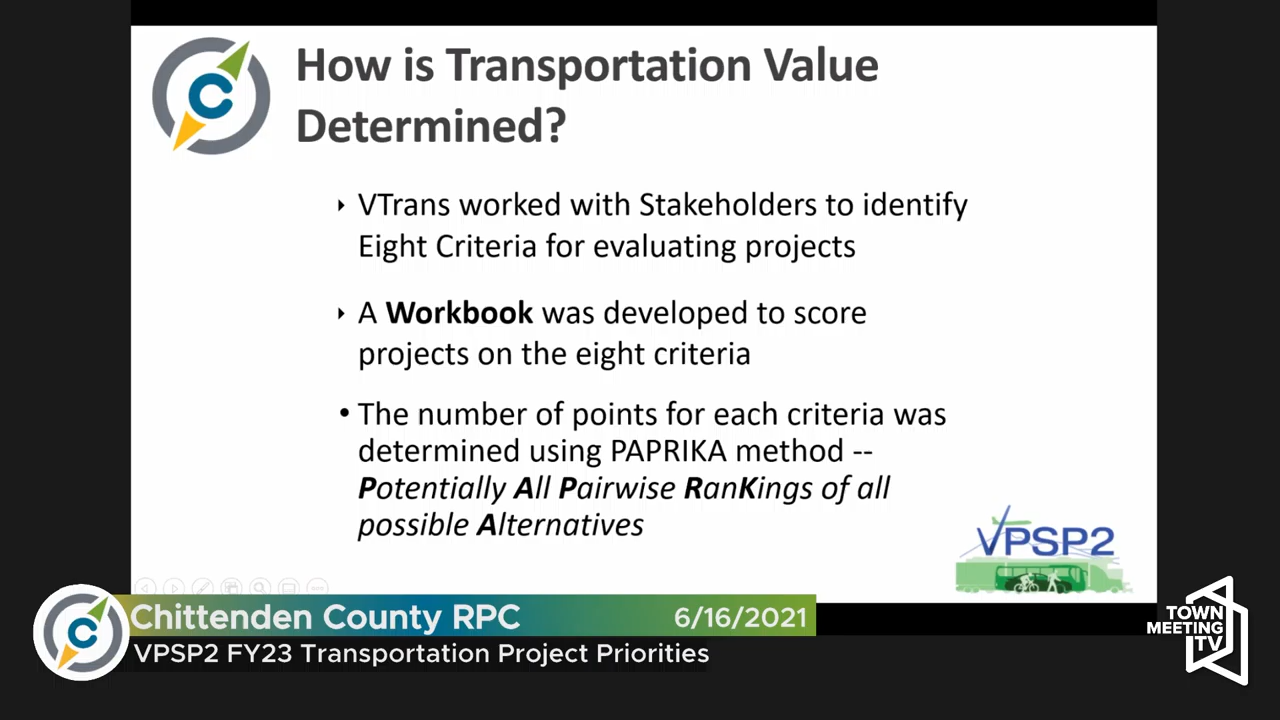 How is Transportation Value
Determined?
VTrans worked with Stakeholders to identify
Eight Criteria for evaluating projects
A Workbook was developed to score
projects on the eight criteria
• The number of points for each criteria was
determined using PAPRIKA method --
Potentially All Pairwise RanKings of all
possible Alternatives
VPSP2
C
Chittenden County RPC 6/16/2021
VPSP2 FY23 Transportation Project Priorities
C
TOWN
MEETING
TV